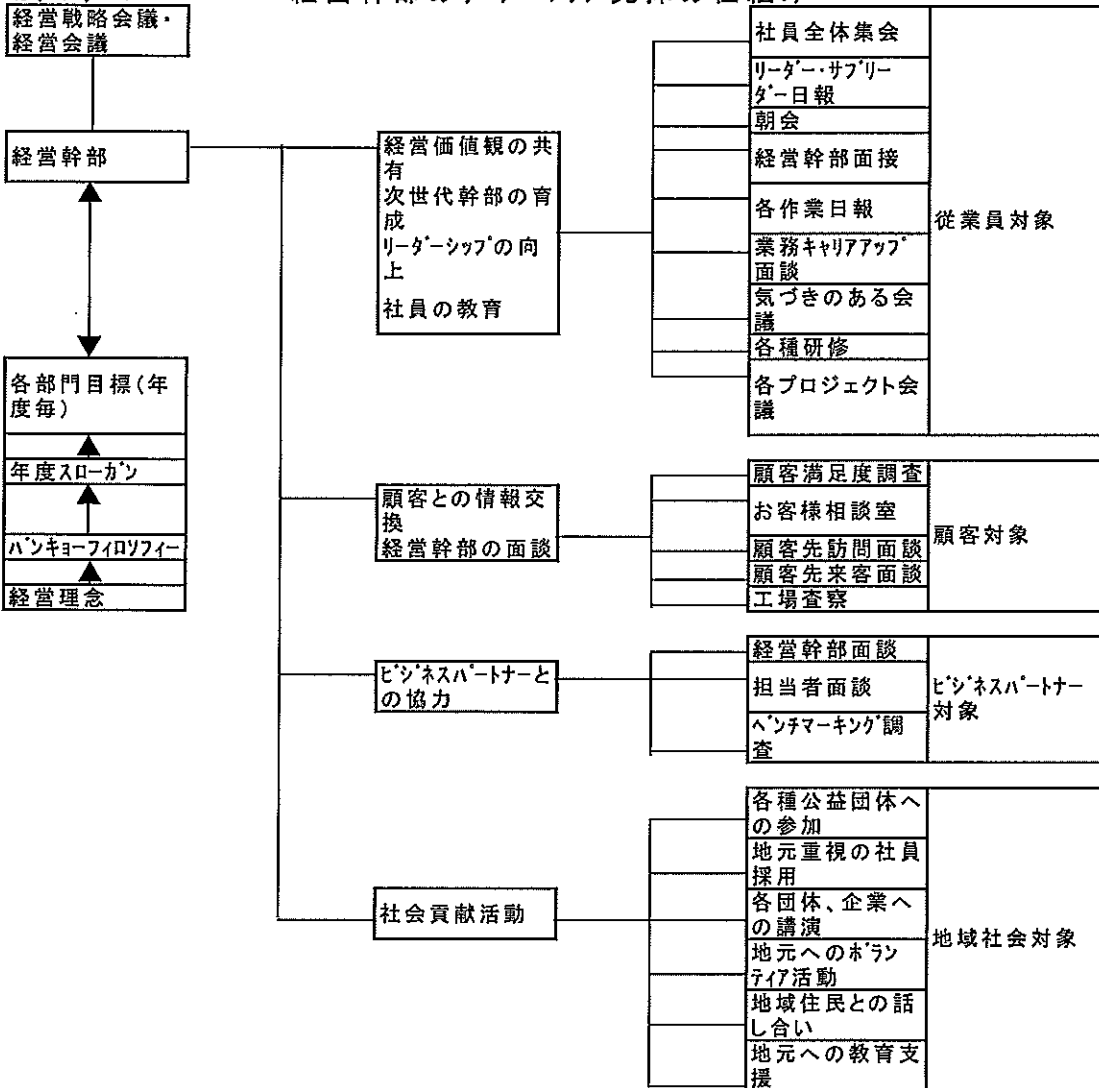 経営戦略会議・
経営会議
経営幹部
各部門目標(年
度毎)
年度スローガン
バンキョーフィロソフィー
経営理念
経営価値観の共
有
次世代幹部の育
成
リーダーシップの向
上
社員の教育
顧客との情報交
換
経営幹部の面談
ビジネスパートナーと
の協力
社会貢献活動
社員全体集会
リーダー・サブリー
ダー日報
朝会
経営幹部面接
各作業日報
業務キャリアアップ
面談
気づきのある会
議
各種研修
各プロジェクト会
議
従業員対象
顧客満足度調査
お客様相談室
顧客先訪問面談
顧客先来客面談
工場査察
顧客対象
経営幹部面談
担当者面談
ベンチマーキング調
査
ビジネスパートナー
対象
各種公益団体へ
の参加
地元重視の社員
採用
各団体、企業へ
の講演
地元へのボラン
ティア活動
地域住民との話
し合い
地元への教育支
援
地域社会対象